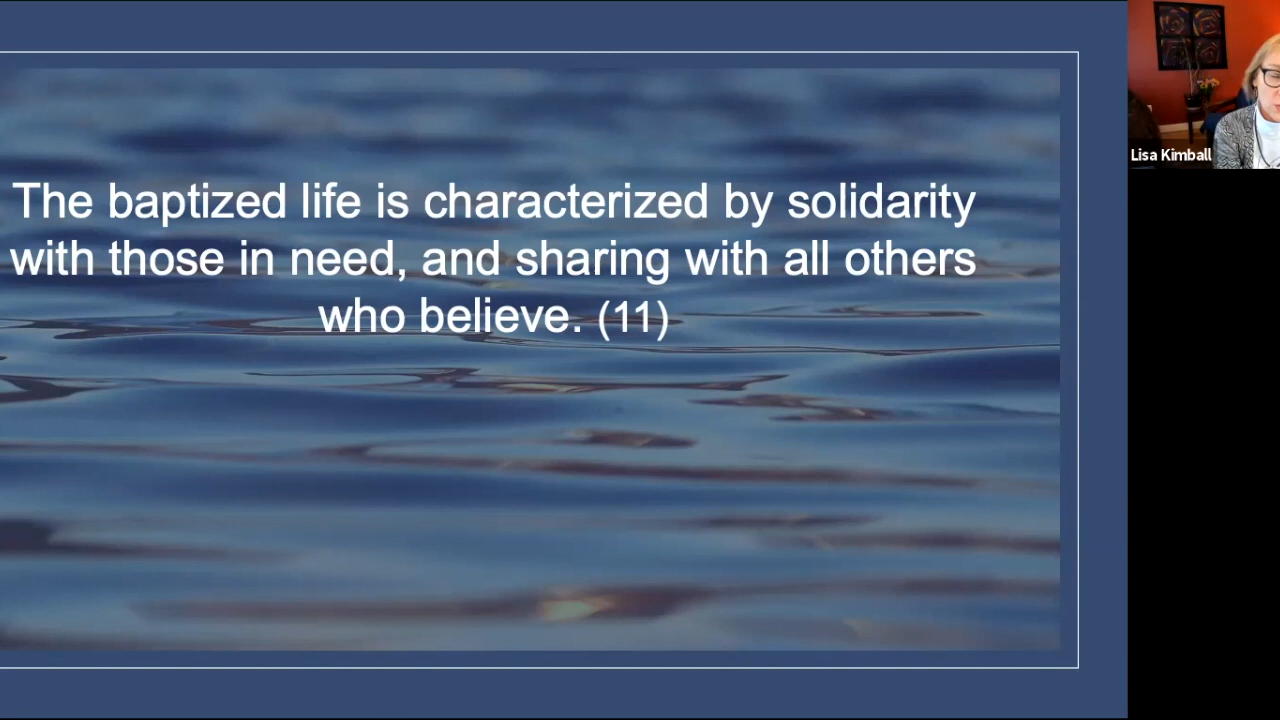 The baptized life is characterized by solidarity
with those in need, and sharing with all others
who believe. (11)
Lisa Kimball